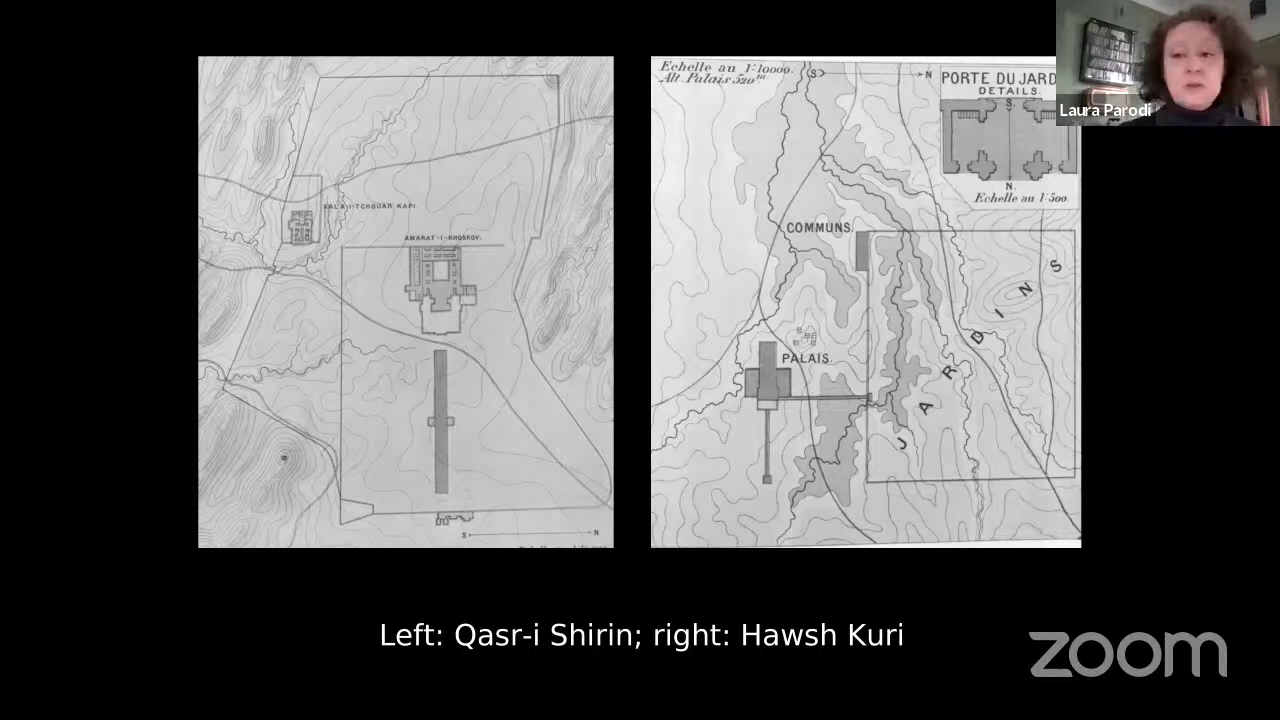 KALA-I-TCHOUAR KAPI
AMARAT-I-KHOSROV.
S N
Echelle au 1:10000.
Alt. Palais 520m
S N
PORTE DU JARD
DETAILS.
S.
N.
Echelle au 1:500.
COMMUNS.
PALAIS.
JARDINS
Laura Parodi
Left: Qasr-i Shirin; right: Hawsh Kuri
zoom